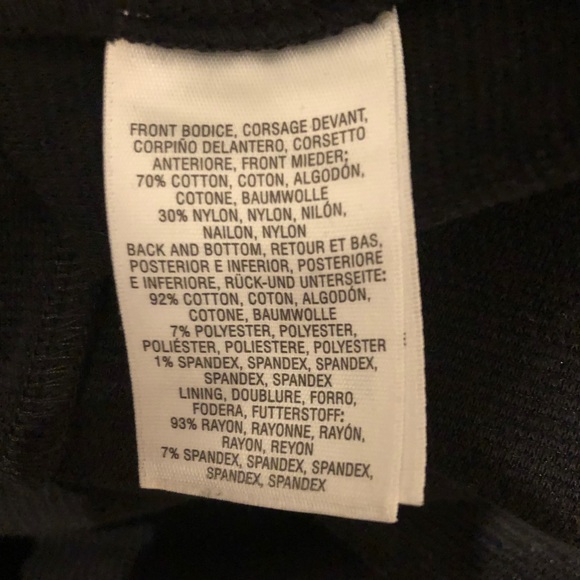 FRONT BODICE, CORSAGE DEVANT,
CORPIÑO DELANTERO, CORSETTO
ANTERIORE, FRONT MIEDER:
70% COTTON, COTON, ALGODÓN,
COTONE, BAUMWOLLE
30% NYLON, NYLON, NILÓN,
NAILON, NYLON
BACK AND BOTTOM, RETOUR ET BAS,
POSTERIOR E INFERIOR, POSTERIORE
E INFERIORE, RÜCK-UND UNTERSEITE:
92% COTTON, COTON, ALGODÓN,
COTONE, BAUMWOLLE
7% POLYESTER, POLYESTER,
POLIÉSTER, POLIESTERE, POLYESTER
1% SPANDEX, SPANDEX, SPANDEX,
SPANDEX, SPANDEX
LINING, DOUBLURE, FORRO,
FODERA, FUTTERSTOFF:
93% RAYON, RAYONNE, RAYÓN,
RAYON, REYON
7% SPANDEX, SPANDEX, SPANDEX,
SPANDEX, SPANDEX